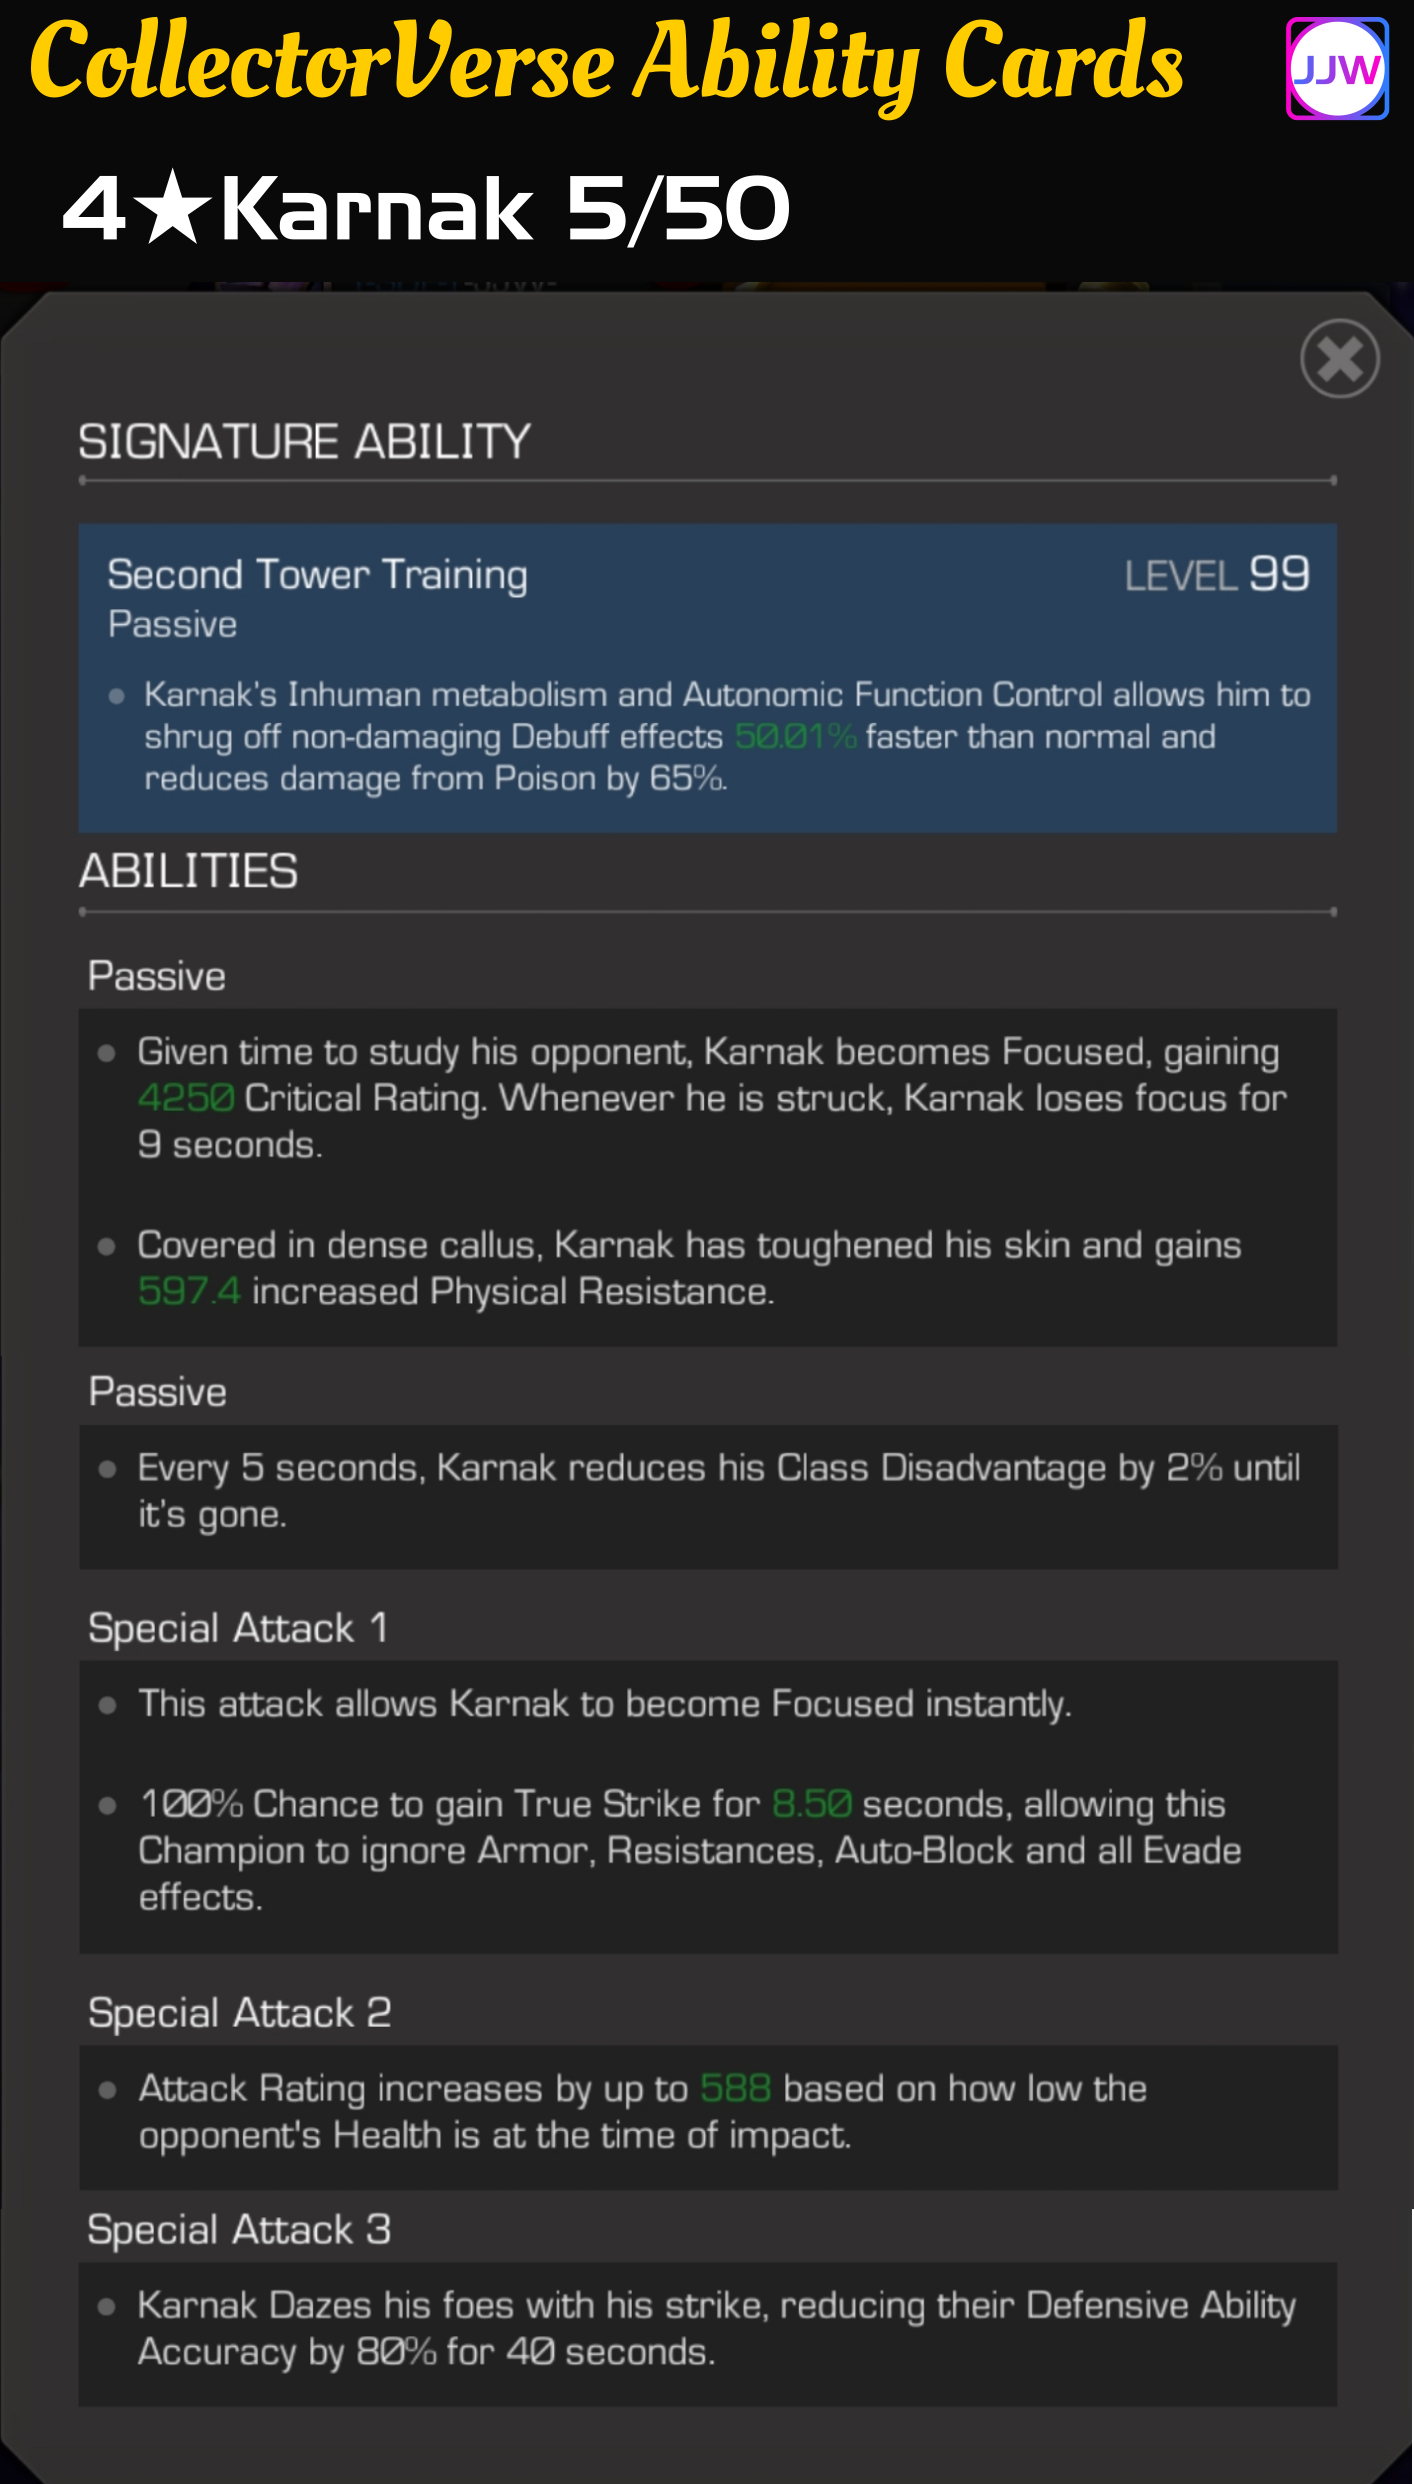 CollectorVerse Ability Cards
JJW
4★Karnak 5/50
SIGNATURE ABILITY
Second Tower Training
LEVEL 99
Passive
Karnak's Inhuman metabolism and Autonomic Function Control allows him to
shrug off non-damaging Debuff effects 50.01% faster than normal and
reduces damage from Poison by 65%.
ABILITIES
Passive
Given time to study his opponent, Karnak becomes Focused, gaining
4250 Critical Rating. Whenever he is struck, Karnak loses focus for
9 seconds.
Covered in dense callus, Karnak has toughened his skin and gains
597.4 increased Physical Resistance.
Passive
Every 5 seconds, Karnak reduces his Class Disadvantage by 2% until
it's gone.
Special Attack 1
This attack allows Karnak to become Focused instantly.
100% Chance to gain True Strike for 8.50 seconds, allowing this
Champion to ignore Armor, Resistances, Auto-Block and all Evade
effects.
Special Attack 2
Attack Rating increases by up to 588 based on how low the
opponent's Health is at the time of impact.
Special Attack 3
Karnak Dazes his foes with his strike, reducing their Defensive Ability
Accuracy by 80% for 40 seconds.